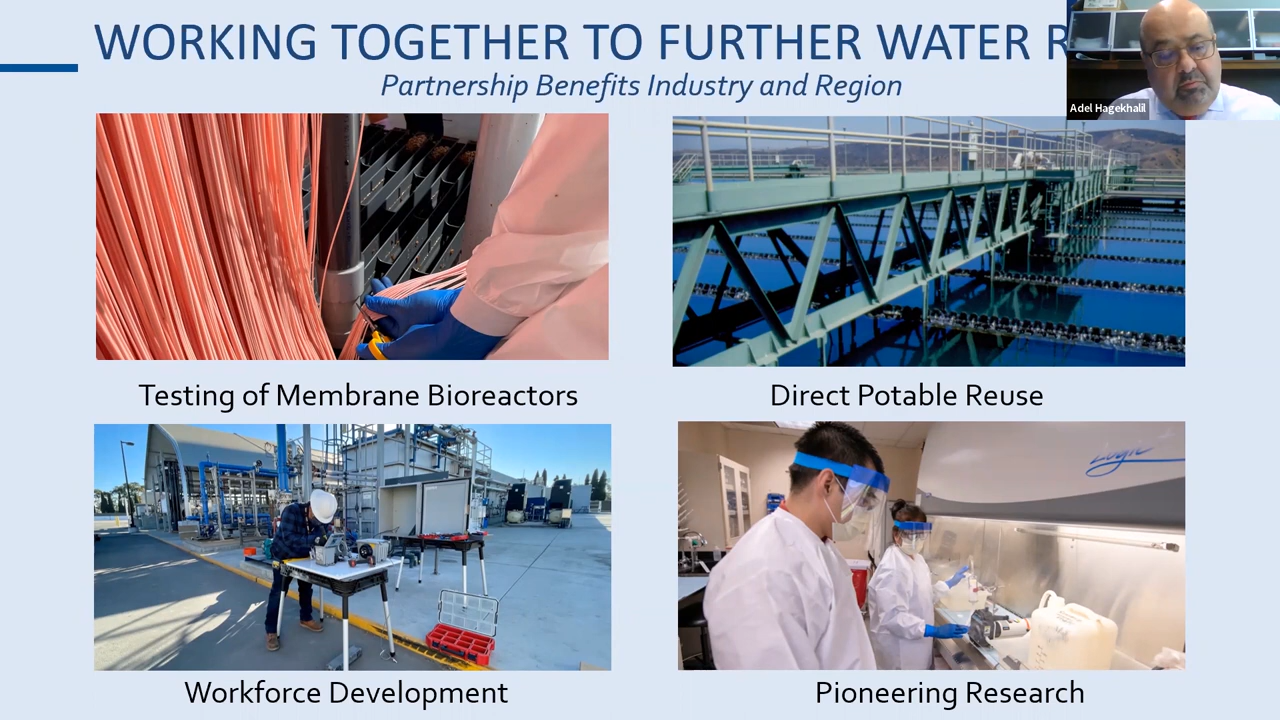 WORKING TOGETHER TO FURTHER WATER R
Partnership Benefits Industry and Region
Adel Hagekhalil
Testing of Membrane Bioreactors
Direct Potable Reuse
Logic
Workforce Development
Pioneering Research